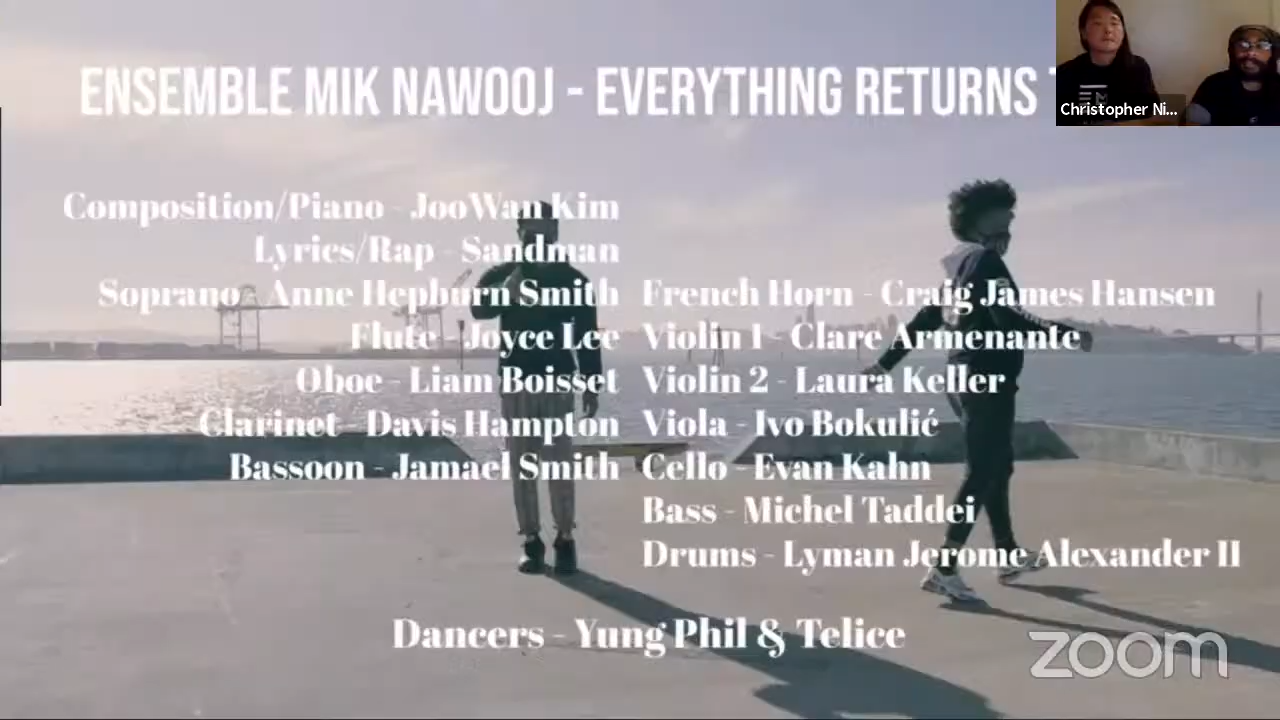 ENSEMBLE MIK NAWOOJ - EVERYTHING RETURNS
Christopher Ni...
Composition/Piano - JooWan Kim
Lyrics/Rap - Sandman
Soprano - Anne Hepburn Smith
Flute - Joyce Lee
Oboe - Liam Boisset
Clarinet - Davis Hampton
Bassoon - Jamael Smith
French Horn - Craig James Hansen
Violin 1 - Clare Armenante
Violin 2 - Laura Keller
Viola - Ivo Bokulić
Cello - Evan Kahn
Bass - Michel Taddei
Drums - Lyman Jerome Alexander II
Dancers - Yung Phil & Telice
zoom